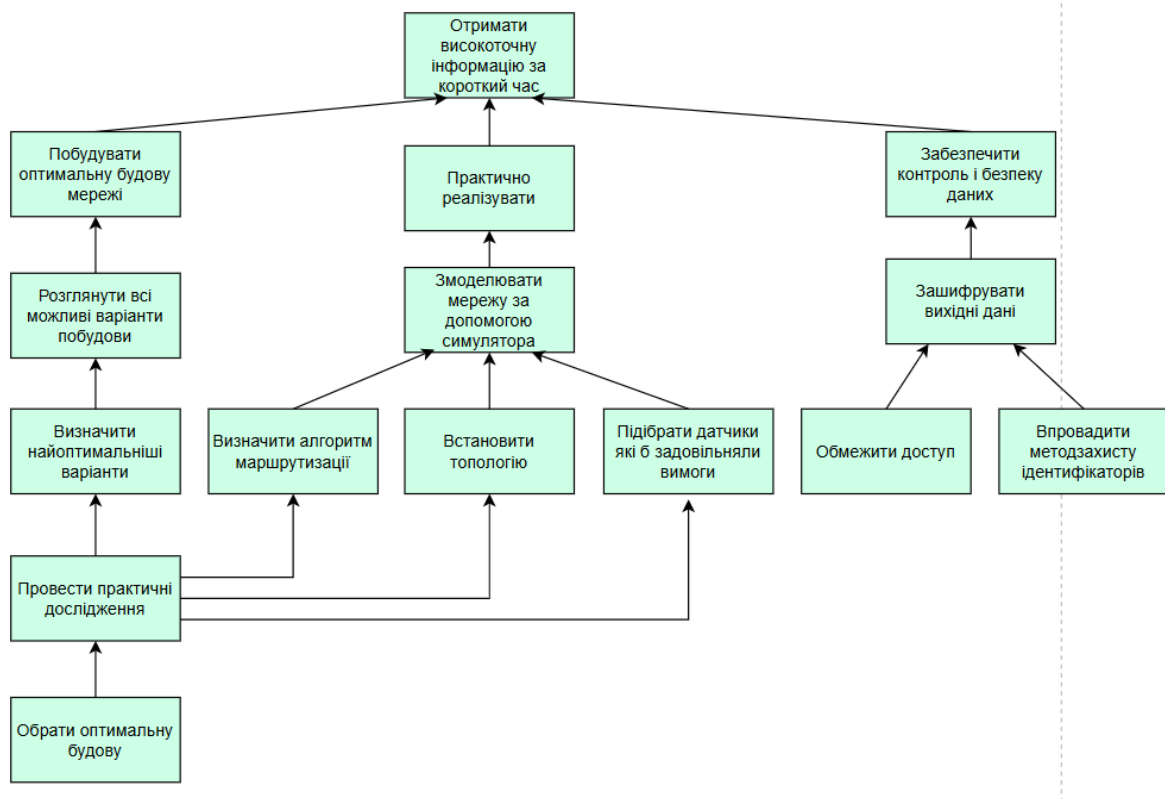 Отримати
високоточну
інформацію за
короткий час
Побудувати
оптимальну будову
мережі
Практично
реалізувати
Забезпечити
контроль і безпеку
даних
Розглянути всі
можливі варіанти
побудови
Змоделювати
мережу за
допомогою
симулятора
Зашифрувати
вихідні дані
Визначити
найоптимальніші
варіанти
Визначити алгоритм
маршрутизації
Встановити
топологію
Підібрати датчики
які б задовільняли
вимоги
Обмежити доступ
Впровадити
методзахисту
ідентифікаторів
Провести практичні
дослідження
Обрати оптимальну
будову